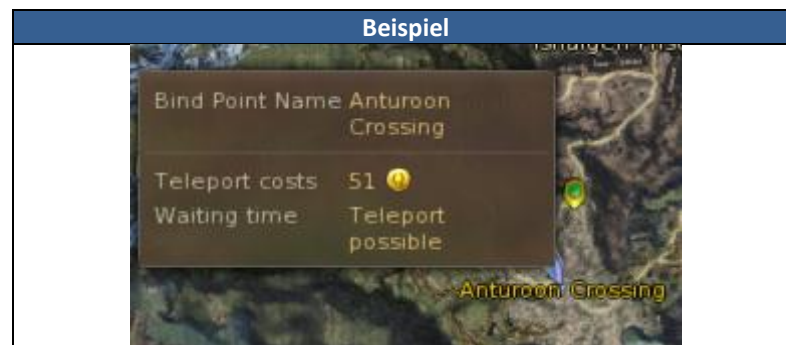 Beispiel
Bind Point Name Anturoon
Crossing
Teleport costs 51
Waiting time Teleport
possible
Anturoon Crossing